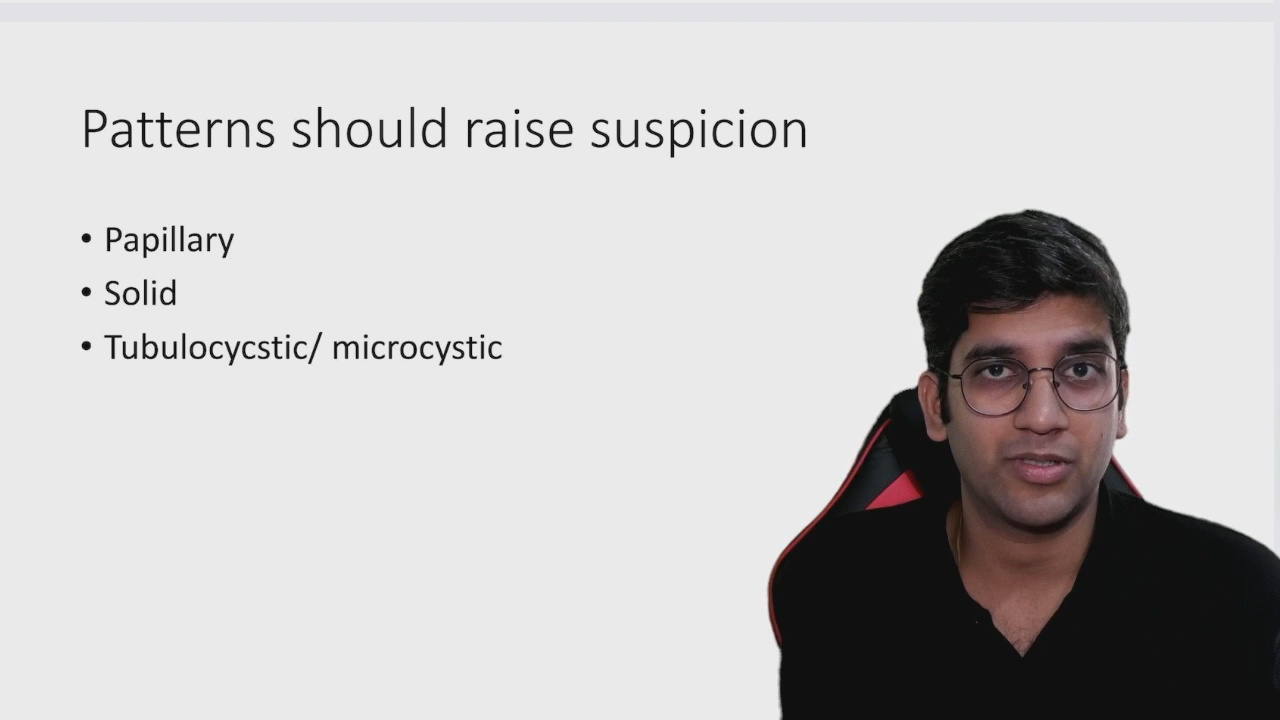 Patterns should raise suspicion
• Papillary
• Solid
• Tubulocycstic/ microcystic